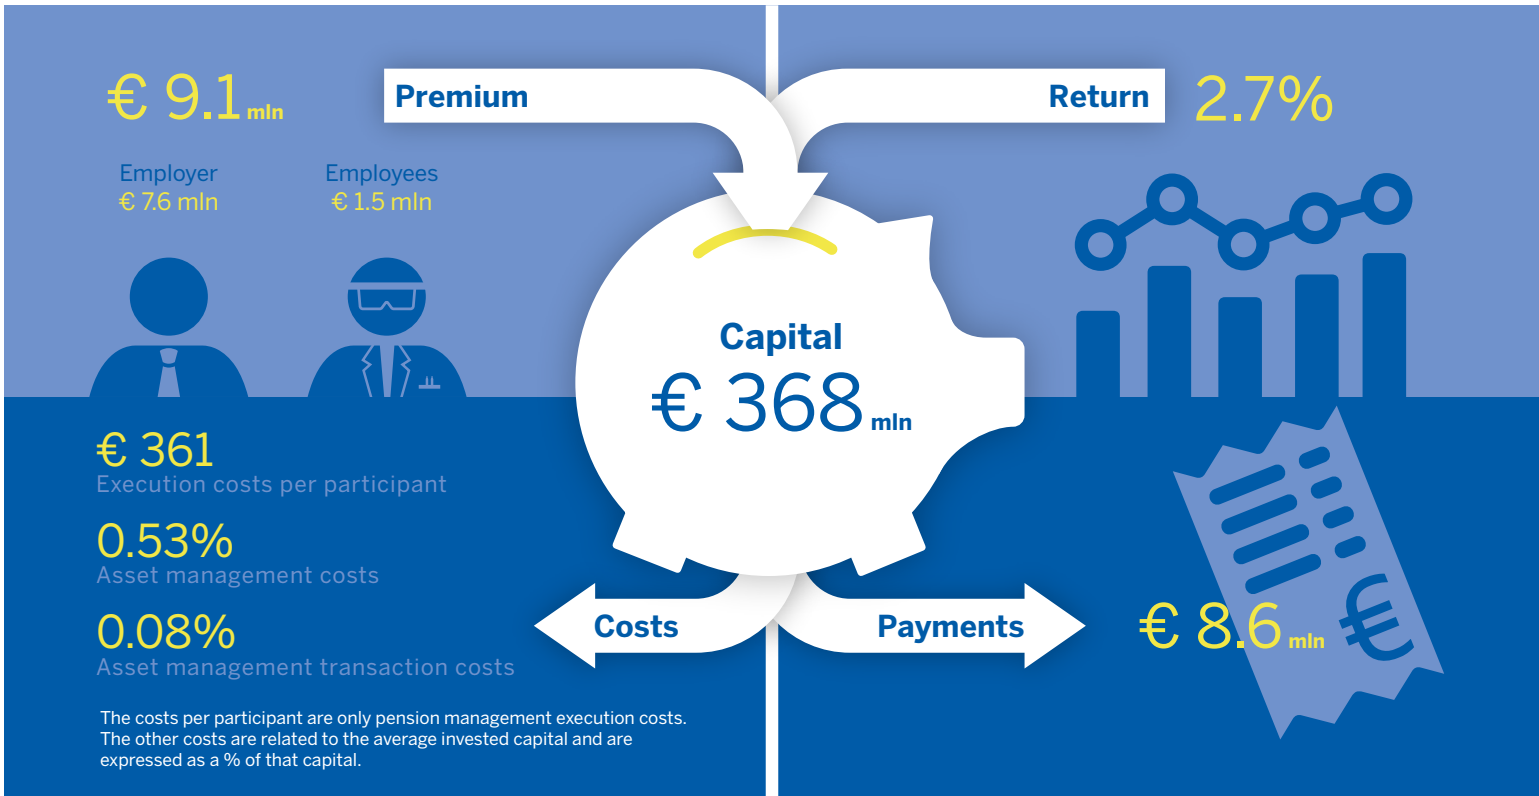 € 9.1 mln
Premium
Return
2.7%
Employer
€ 7.6 mln
Employees
€ 1.5 mln
Capital
€ 368 mln
€ 361
Execution costs per participant
0.53%
Asset management costs
0.08%
Asset management transaction costs
Costs
Payments
€ 8.6 mln
€
The costs per participant are only pension management execution costs.
The other costs are related to the average invested capital and are
expressed as a % of that capital.